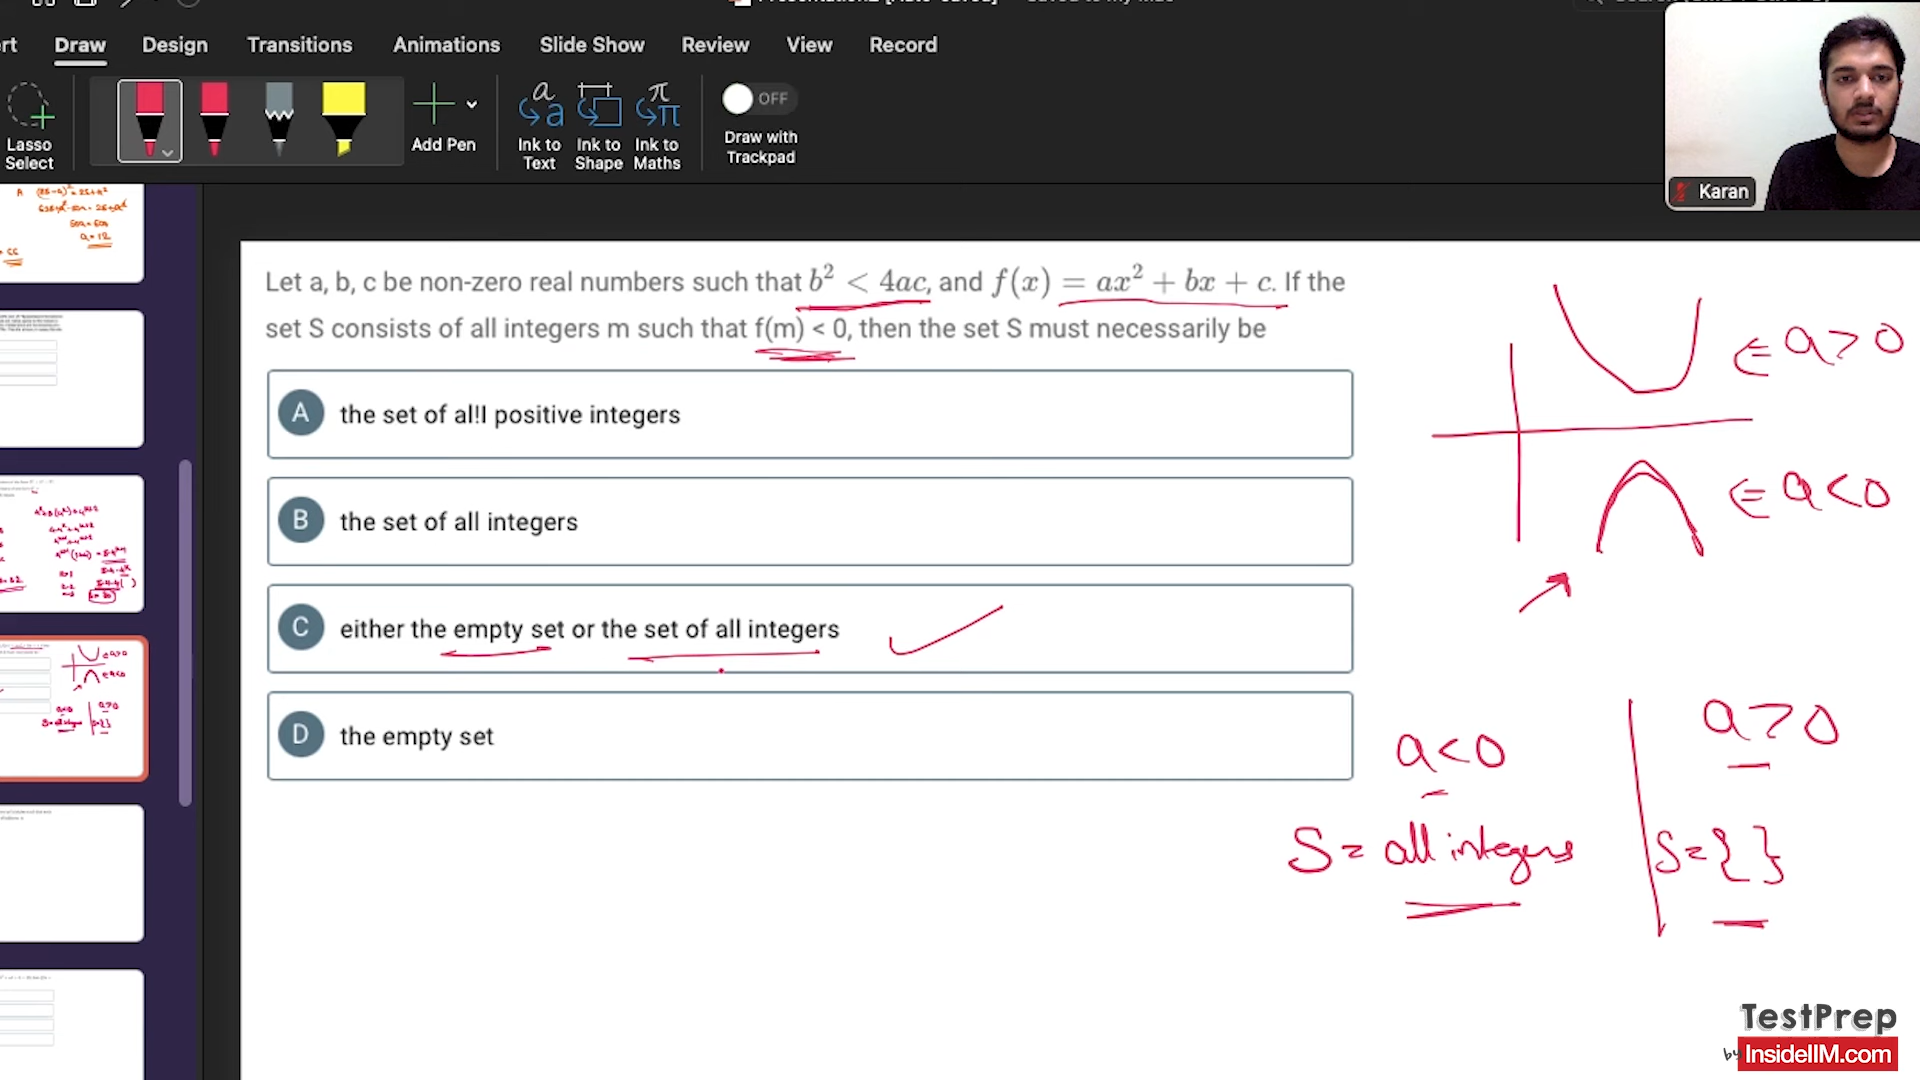 Draw Design Transitions Animations Slide Show Review View Record
Lasso
Select
Add Pen
a
a
Ink to
Text
Ink to
Shape
π
π
Ink to
Maths
OFF
Draw with
Trackpad
Karan
Let a, b, c be non-zero real numbers such that b² < 4ac, and f(x) = ax² + bx + c. If the
set S consists of all integers m such that f(m) < 0, then the set S must necessarily be
A the set of al!l positive integers
B the set of all integers
C either the empty set or the set of all integers
D the empty set
a > 0
a < 0
a < 0
S = all integers
a > 0
S = { }
TestPrep
by InsideIIM.com